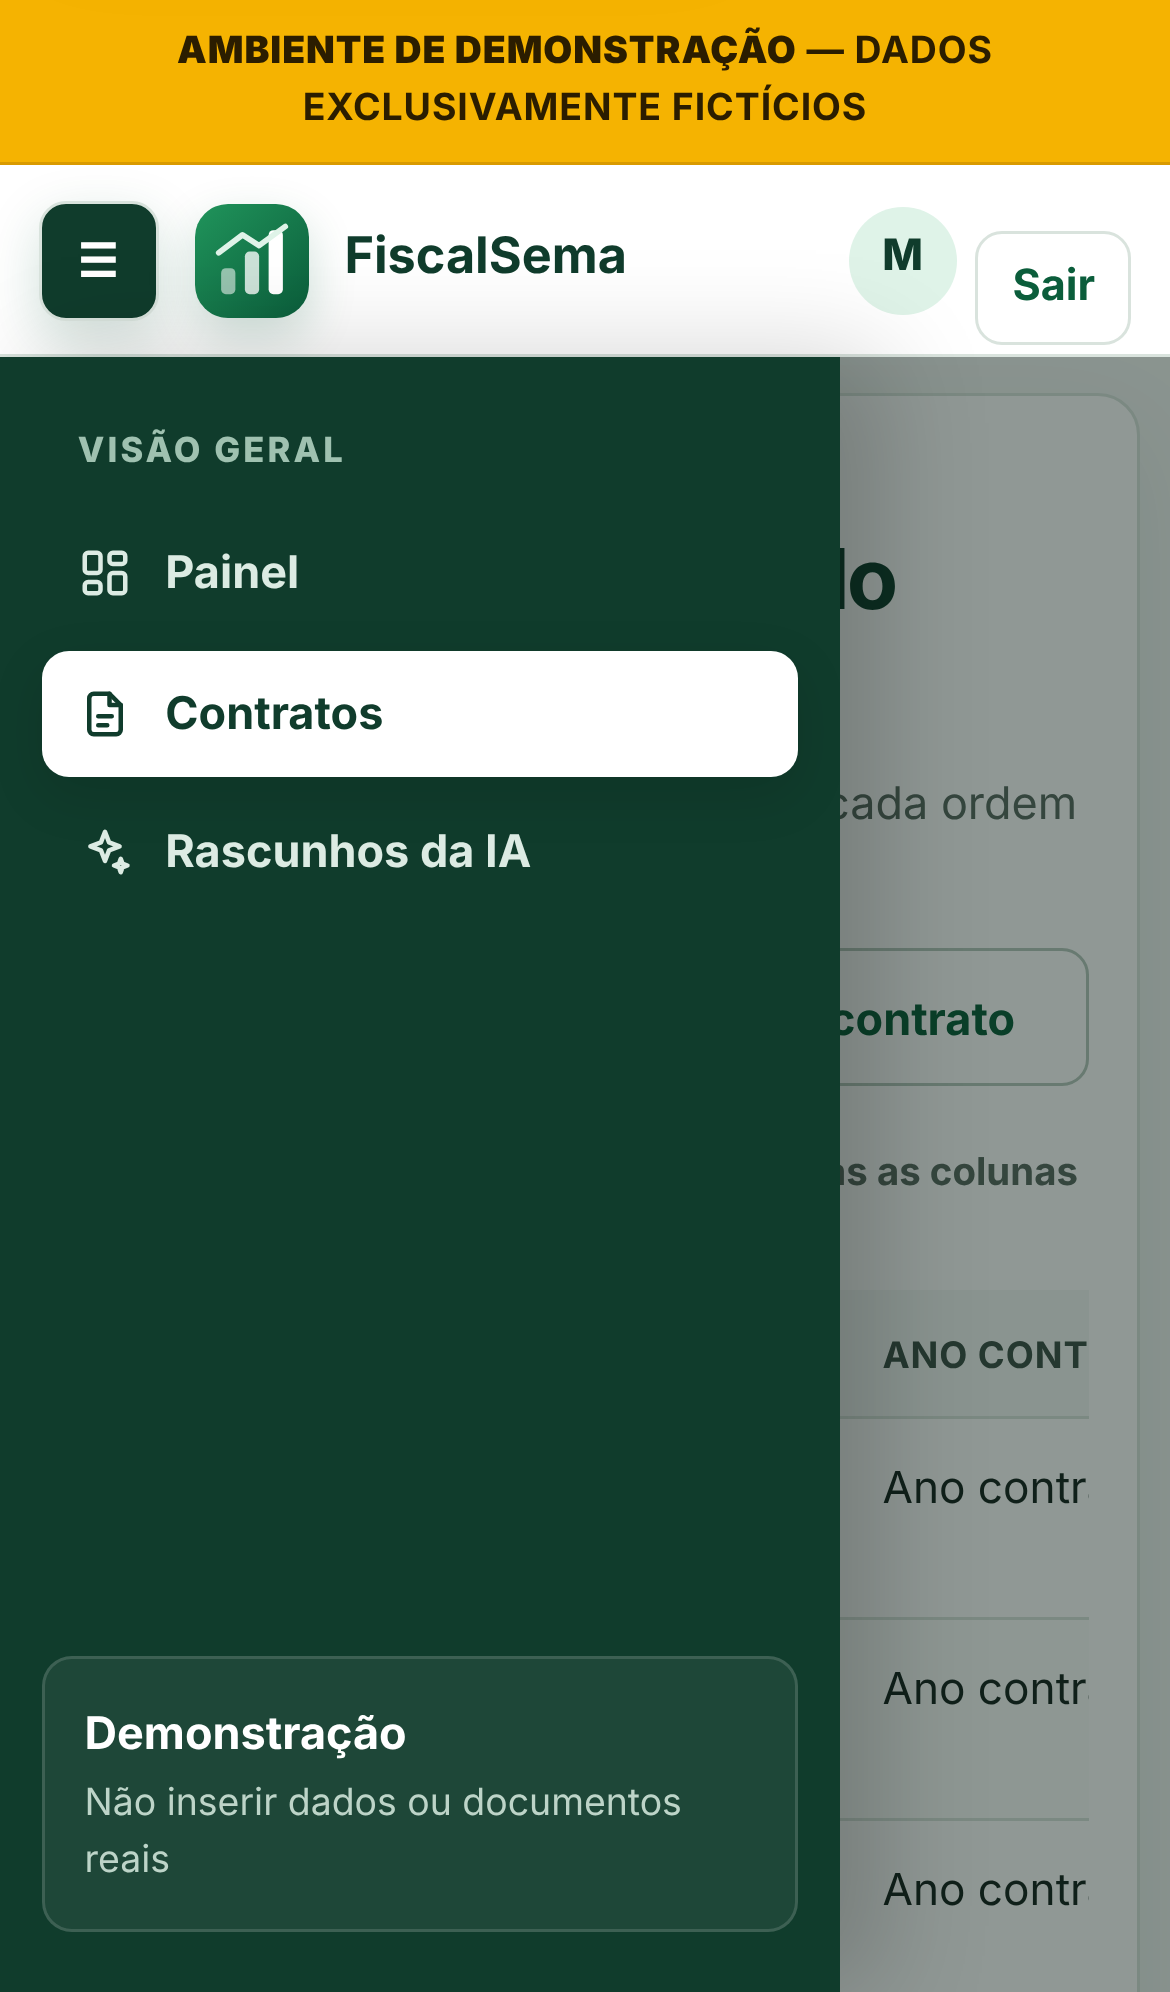 AMBIENTE DE DEMONSTRAÇÃO — DADOS
EXCLUSIVAMENTE FICTÍCIOS
FiscalSema
M
Sair
VISÃO GERAL
Painel
Contratos
Rascunhos da IA
cada ordem
contrato
as colunas
ANO CONT
Ano contr
Ano contr
Ano contr
Demonstração
Não inserir dados ou documentos
reais